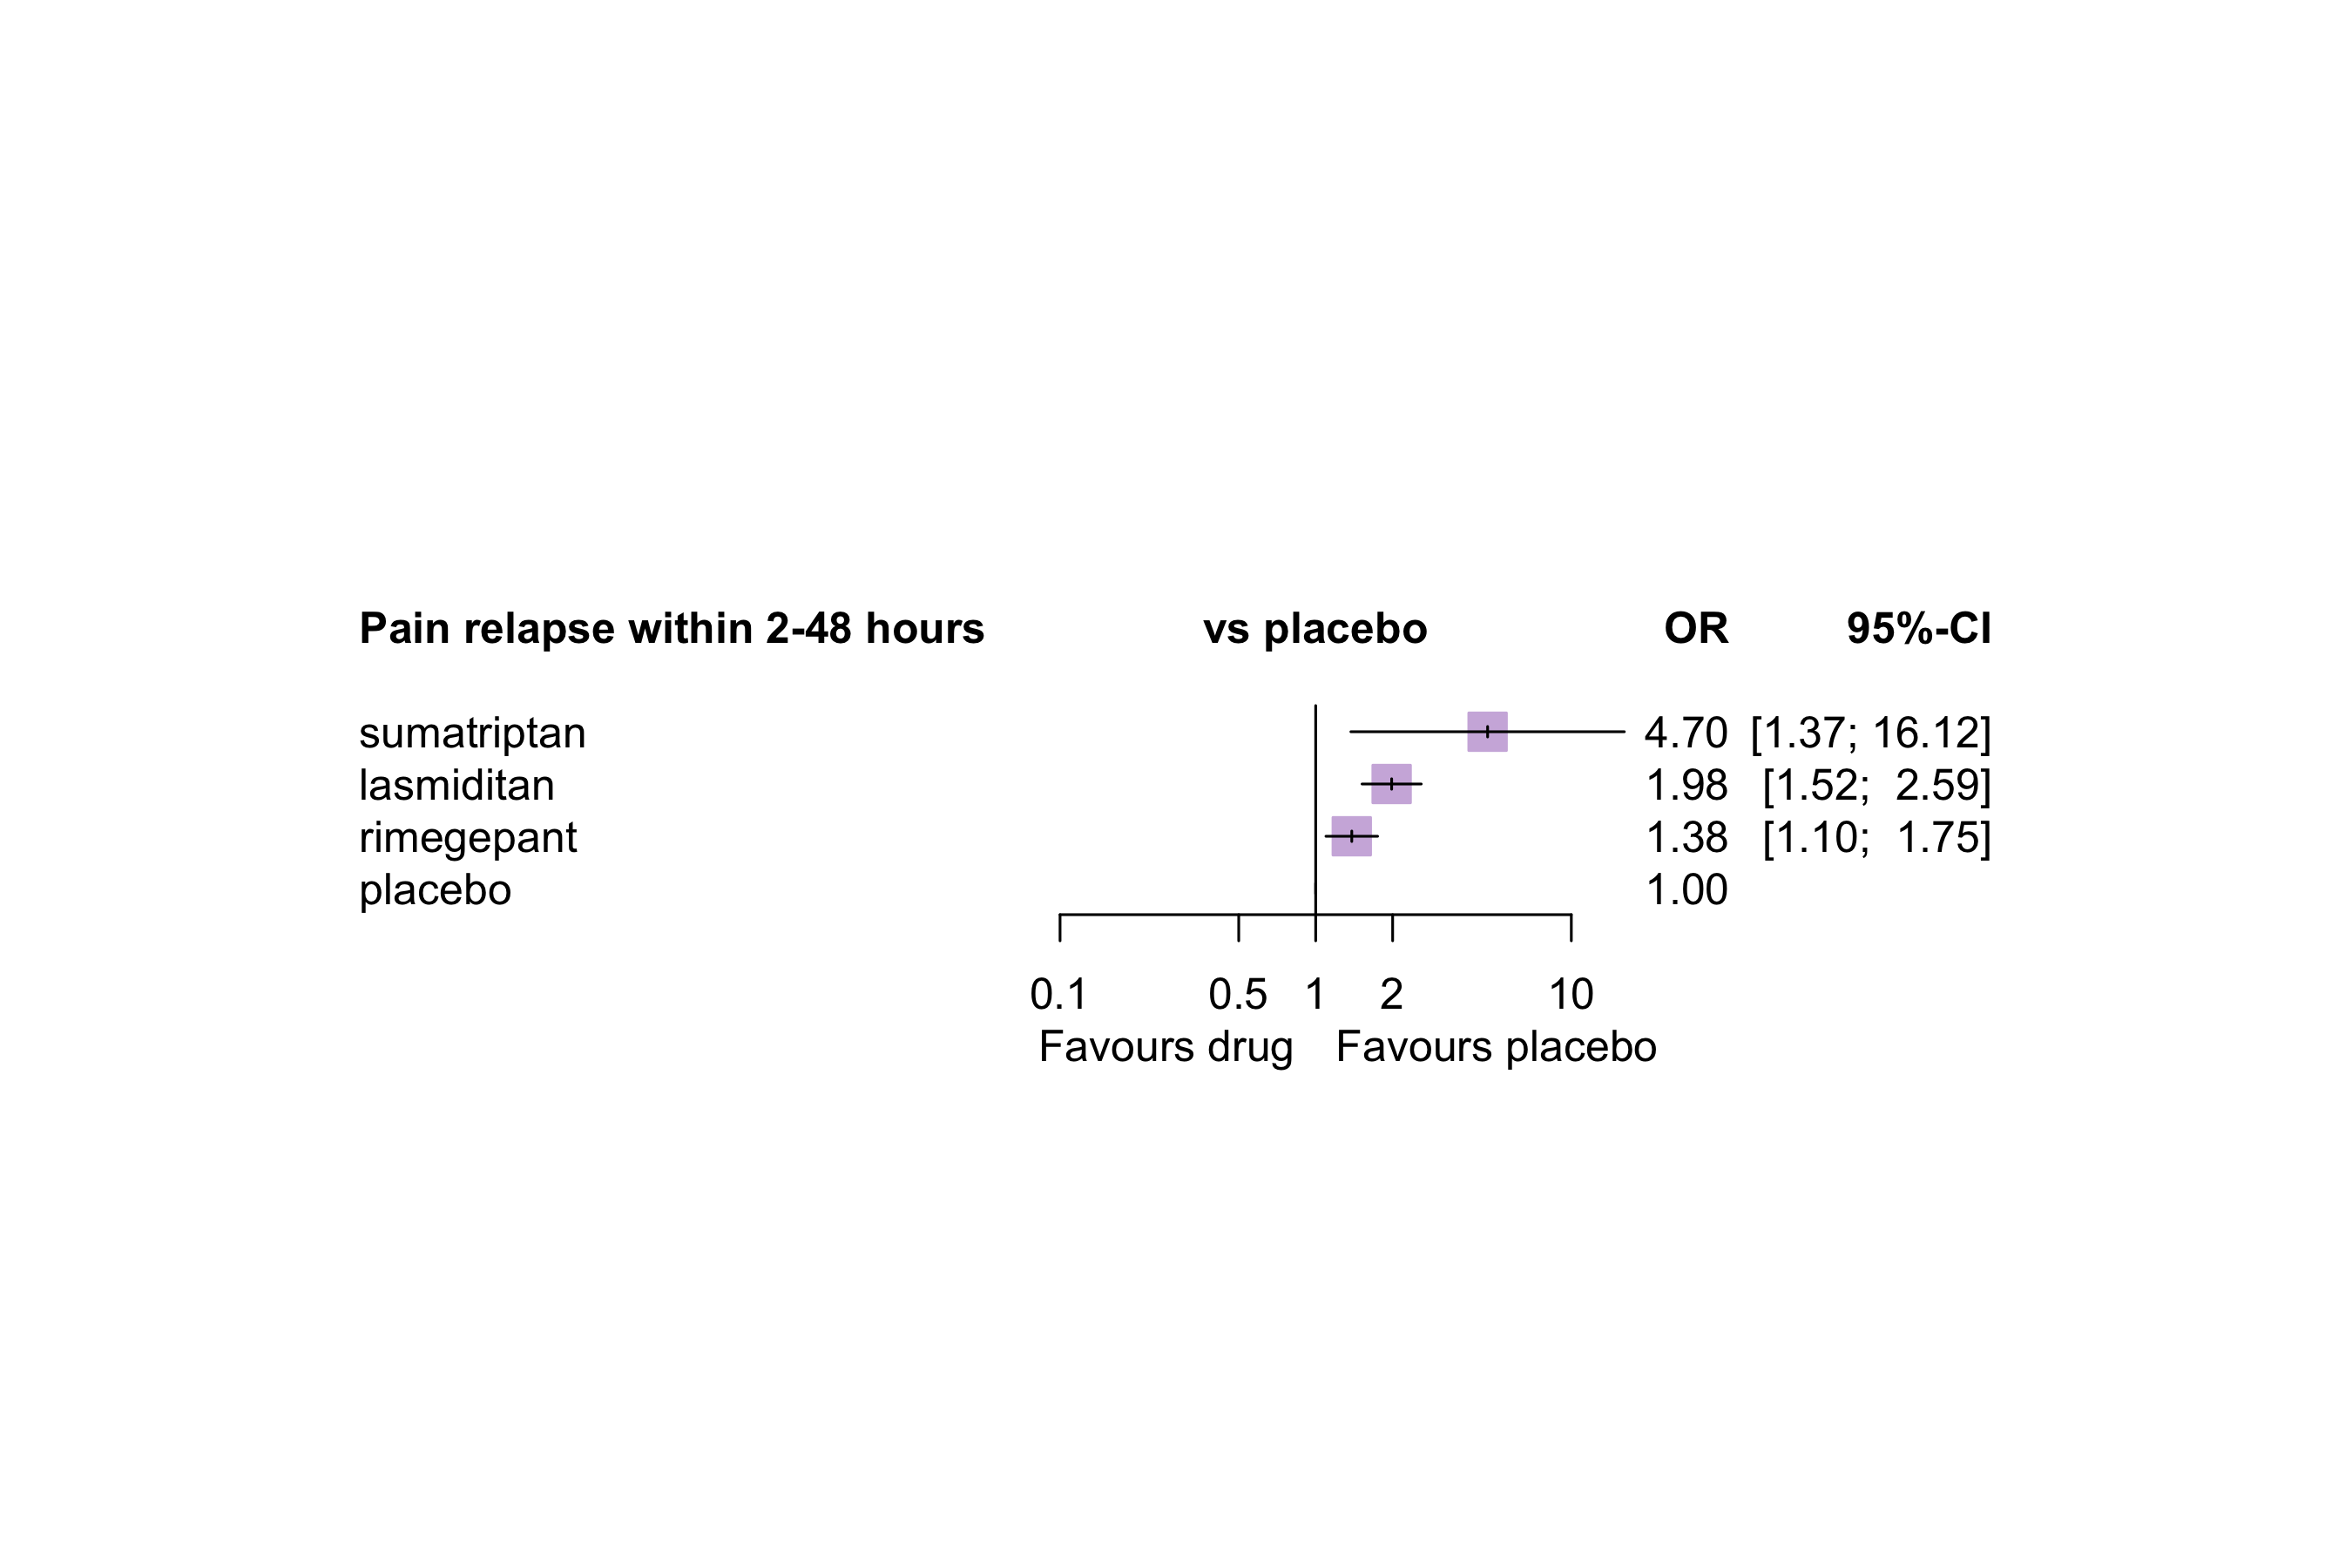 Pain relapse within 2-48 hours vs placebo OR 95%-CI
sumatriptan 4.70 [1.37; 16.12]
lasmiditan 1.98 [1.52; 2.59]
rimegepant 1.38 [1.10; 1.75]
placebo 1.00
0.1 0.5 1 2 10
Favours drug Favours placebo